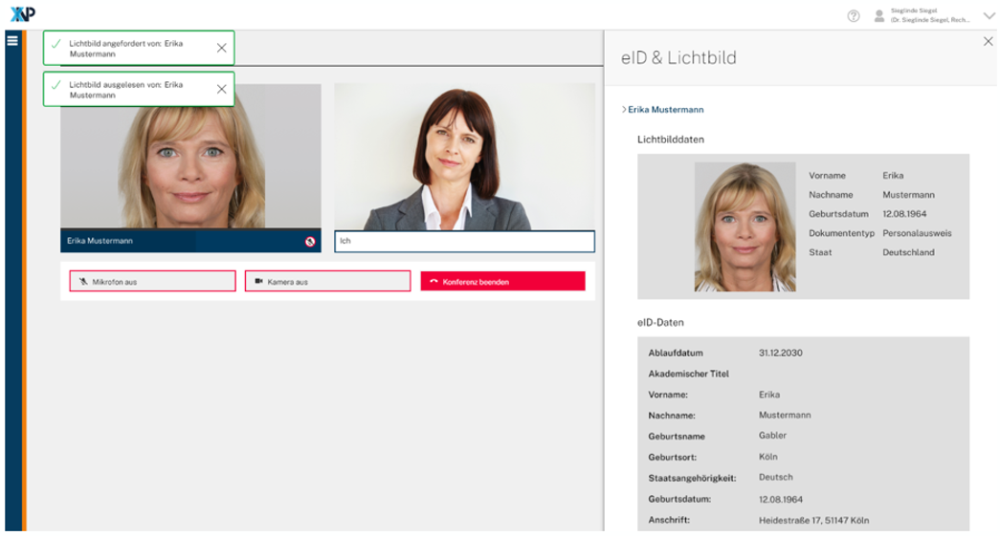 XNP
Sieglinde Siegel
(Dr. Sieglinde Siegel, Rech...
Lichtbild angefordert von: Erika
Mustermann
Lichtbild ausgelesen von: Erika
Mustermann
Erika Mustermann
Ich
Mikrofon aus
Kamera aus
Konferenz beenden
eID & Lichtbild
Erika Mustermann
Lichtbilddaten
Vorname Erika
Nachname Mustermann
Geburtsdatum 12.08.1964
Dokumententyp Personalausweis
Staat Deutschland
eID-Daten
Ablaufdatum 31.12.2030
Akademischer Titel
Vorname: Erika
Nachname: Mustermann
Geburtsname Gabler
Geburtsort: Köln
Staatsangehörigkeit: Deutsch
Geburtsdatum: 12.08.1964
Anschrift: Heidestraße 17, 51147 Köln